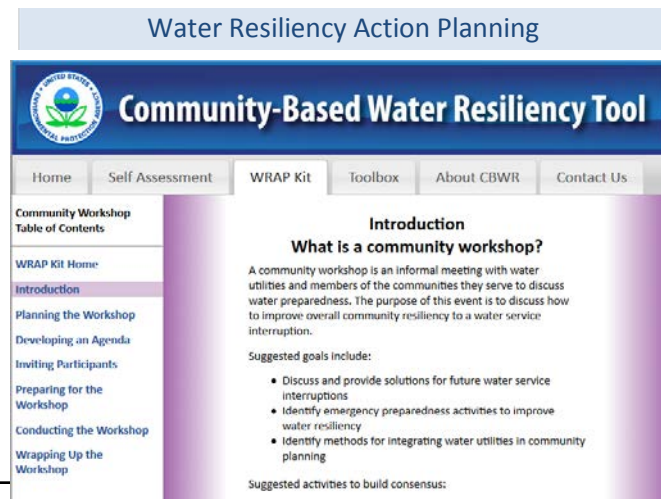 Water Resiliency Action Planning
UNITED STATES
ENVIRONMENTAL PROTECTION AGENCY
Community-Based Water Resiliency Tool
Home
Self Assessment
WRAP Kit
Toolbox
About CBWR
Contact Us
Community Workshop
Table of Contents
WRAP Kit Home
Introduction
Planning the Workshop
Developing an Agenda
Inviting Participants
Preparing for the
Workshop
Conducting the Workshop
Wrapping Up the
Workshop
Introduction
What is a community workshop?
A community workshop is an informal meeting with water
utilities and members of the communities they serve to discuss
water preparedness. The purpose of this event is to discuss how
to improve overall community resiliency to a water service
interruption.
Suggested goals include:
• Discuss and provide solutions for future water service
interruptions
• Identify emergency preparedness activities to improve
water resiliency
• Identify methods for integrating water utilities in community
planning
Suggested activities to build consensus: